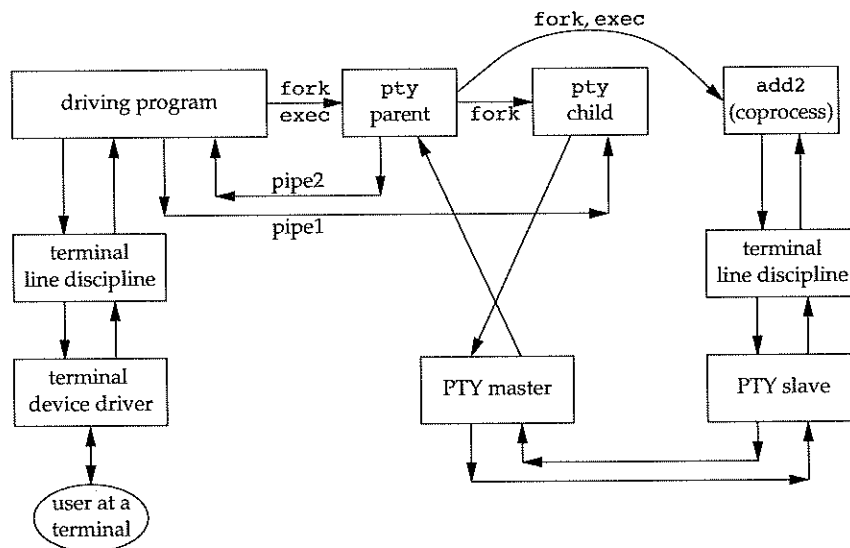 fork, exec
driving program
fork
exec
pty
parent
fork
pty
child
add2
(coprocess)
pipe2
pipe1
terminal
line discipline
terminal
line discipline
terminal
device driver
PTY master
PTY slave
user at a
terminal